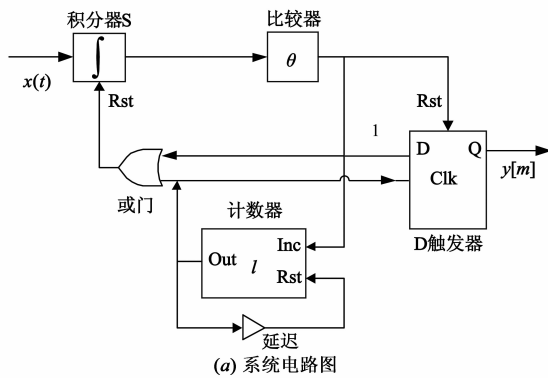 积分器S
比较器
∫
θ
x(t)
Rst
Rst
1
D
Q
Clk
y[m]
或门
计数器
D触发器
Inc
Out
l
Rst
延迟
(a) 系统电路图